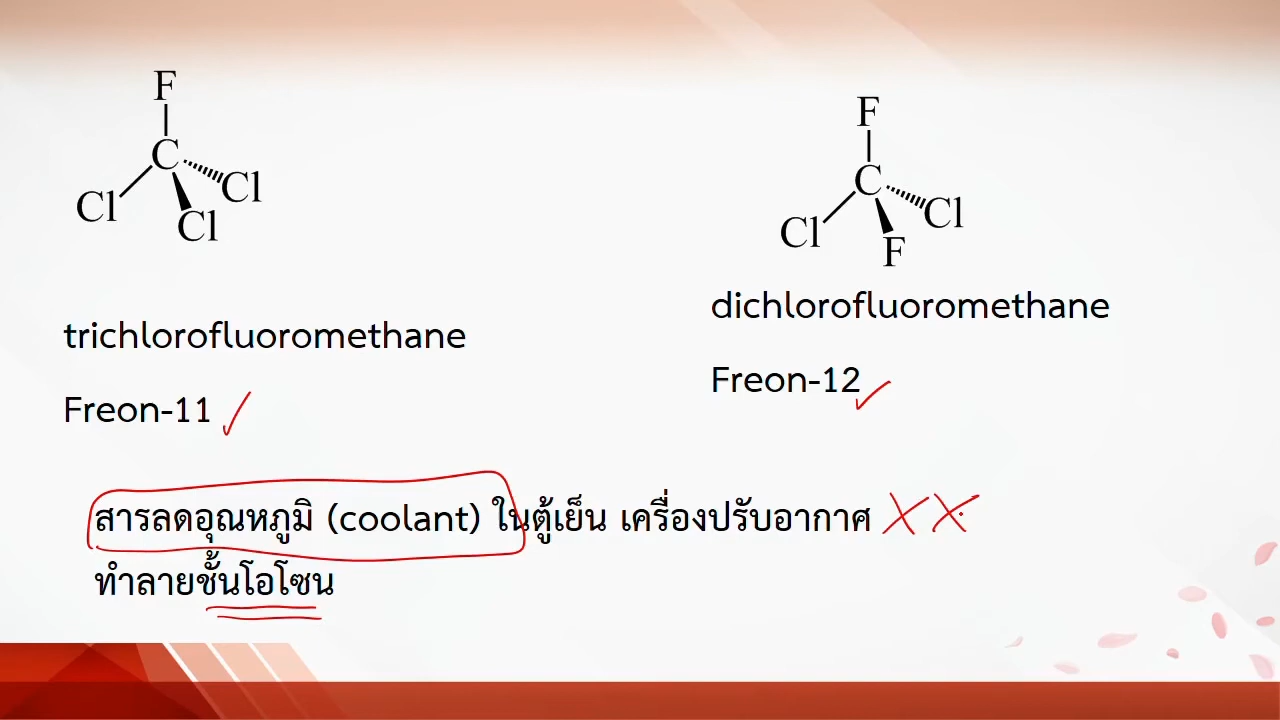 F
C
Cl
Cl
Cl
trichlorofluoromethane
Freon-11
F
C
Cl
Cl
F
dichlorofluoromethane
Freon-12
สารลดอุณหภูมิ (coolant) ในตู้เย็น เครื่องปรับอากาศ
ทำลายชั้นโอโซน